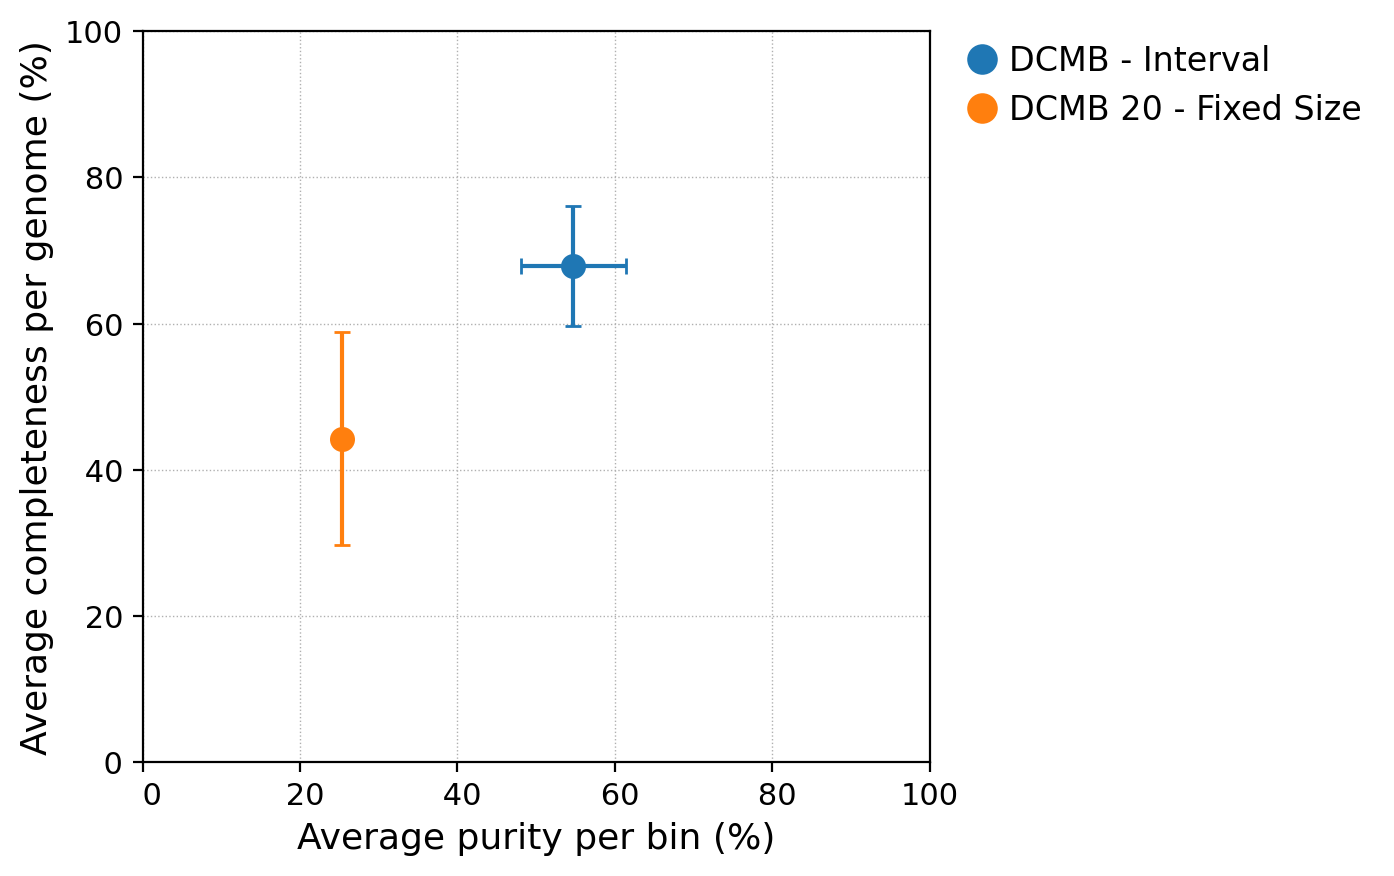 100
80
60
40
20
0
Average completeness per genome (%)
0 20 40 60 80 100
Average purity per bin (%)
DCMB - Interval
DCMB 20 - Fixed Size